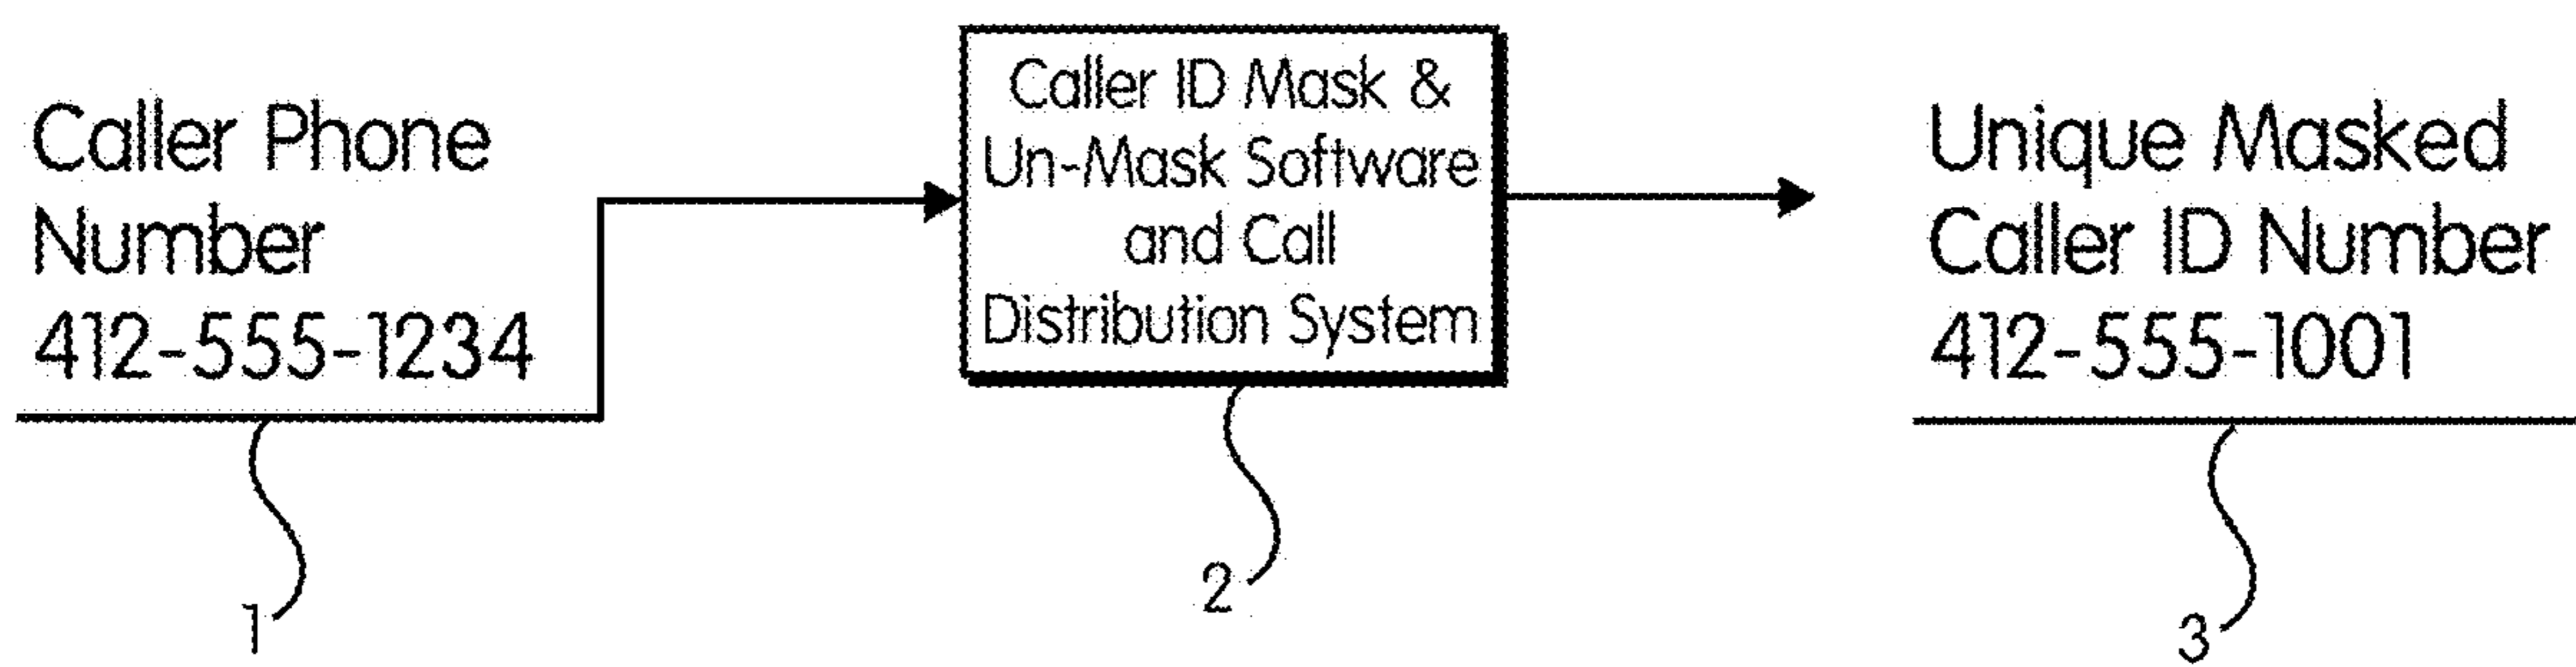 Caller Phone
Number
412-555-1234
1
Caller ID Mask &
Un-Mask Software
and Call
Distribution System
2
Unique Masked
Caller ID Number
412-555-1001
3